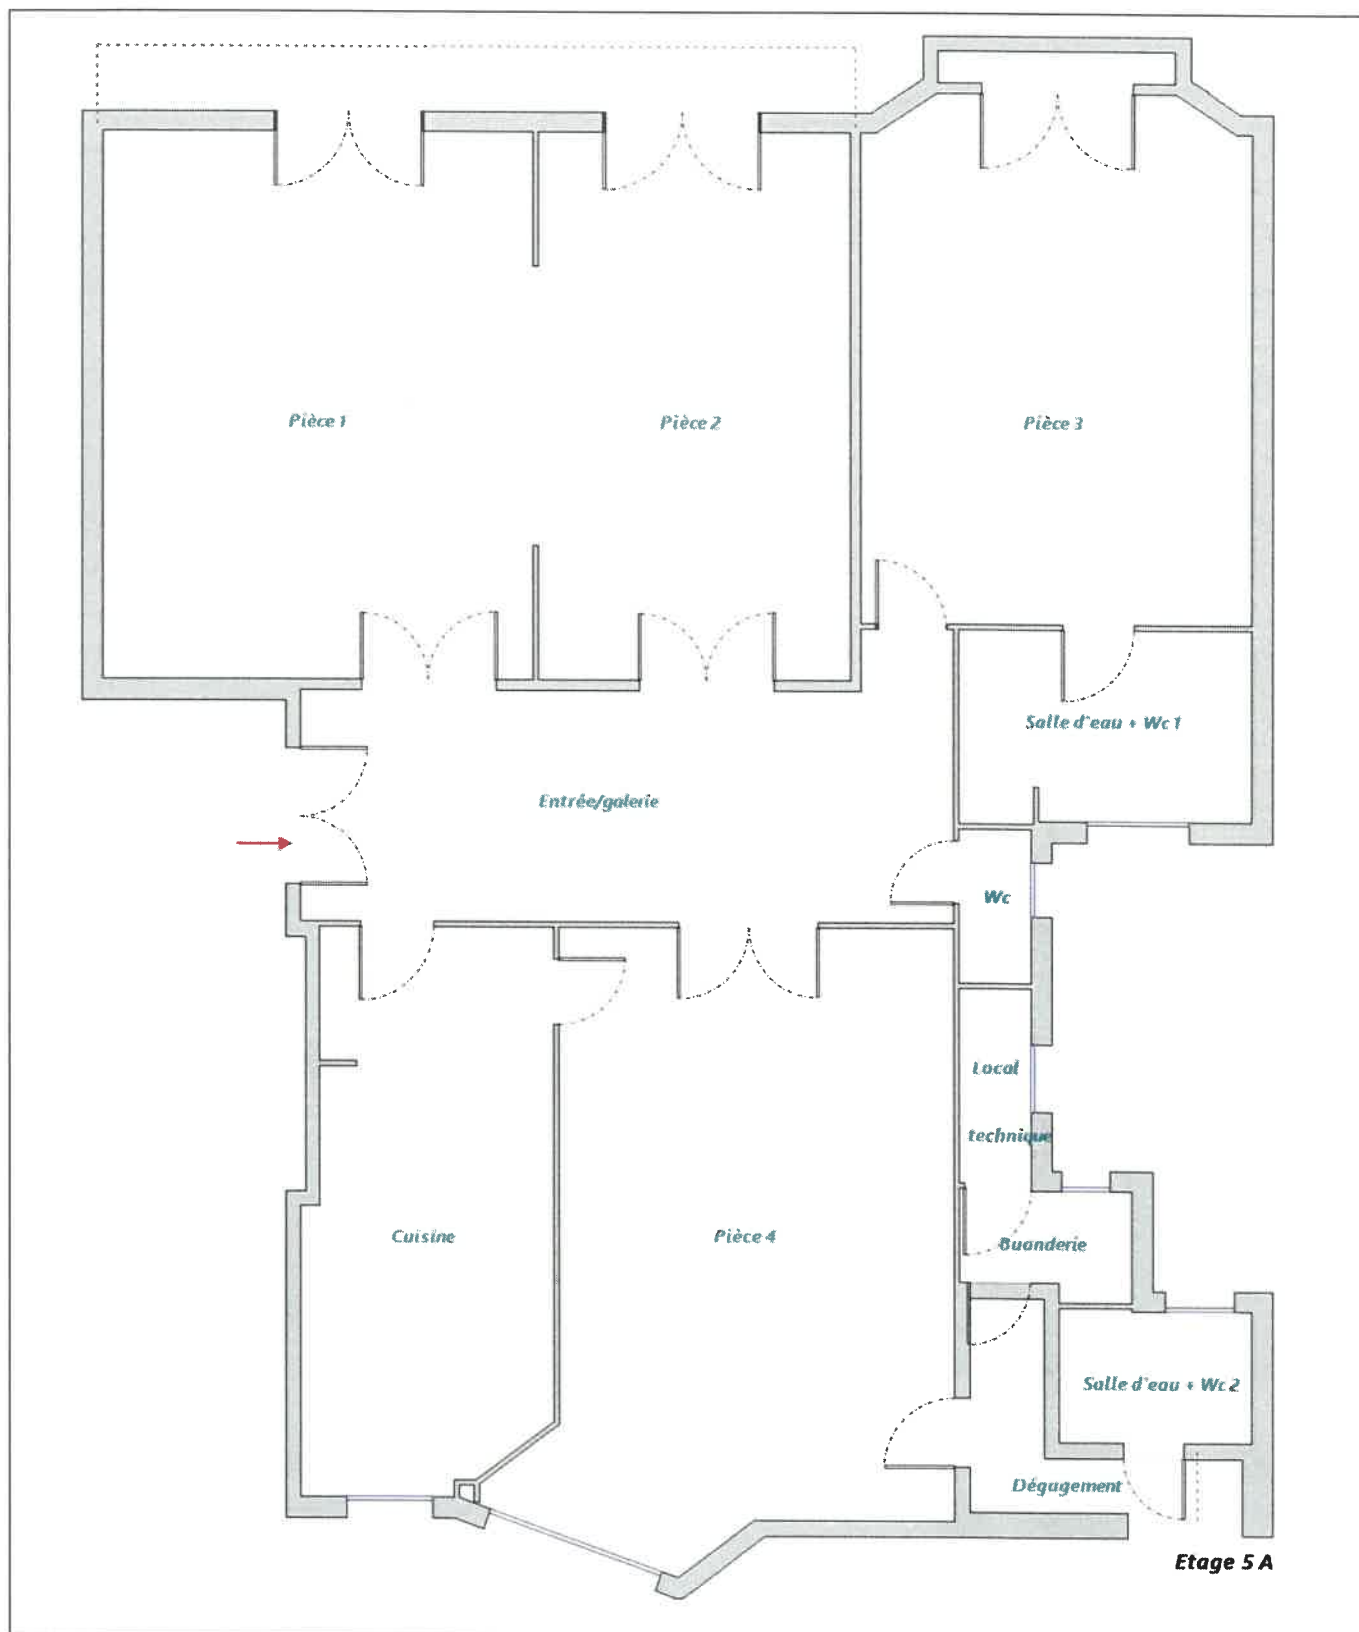 Pièce 1
Pièce 2
Pièce 3
Salle d'eau + Wc 1
Entrée/galerie
Wc
Local
technique
Cuisine
Pièce 4
Buanderie
Salle d'eau + Wc 2
Dégagement
Etage 5 A